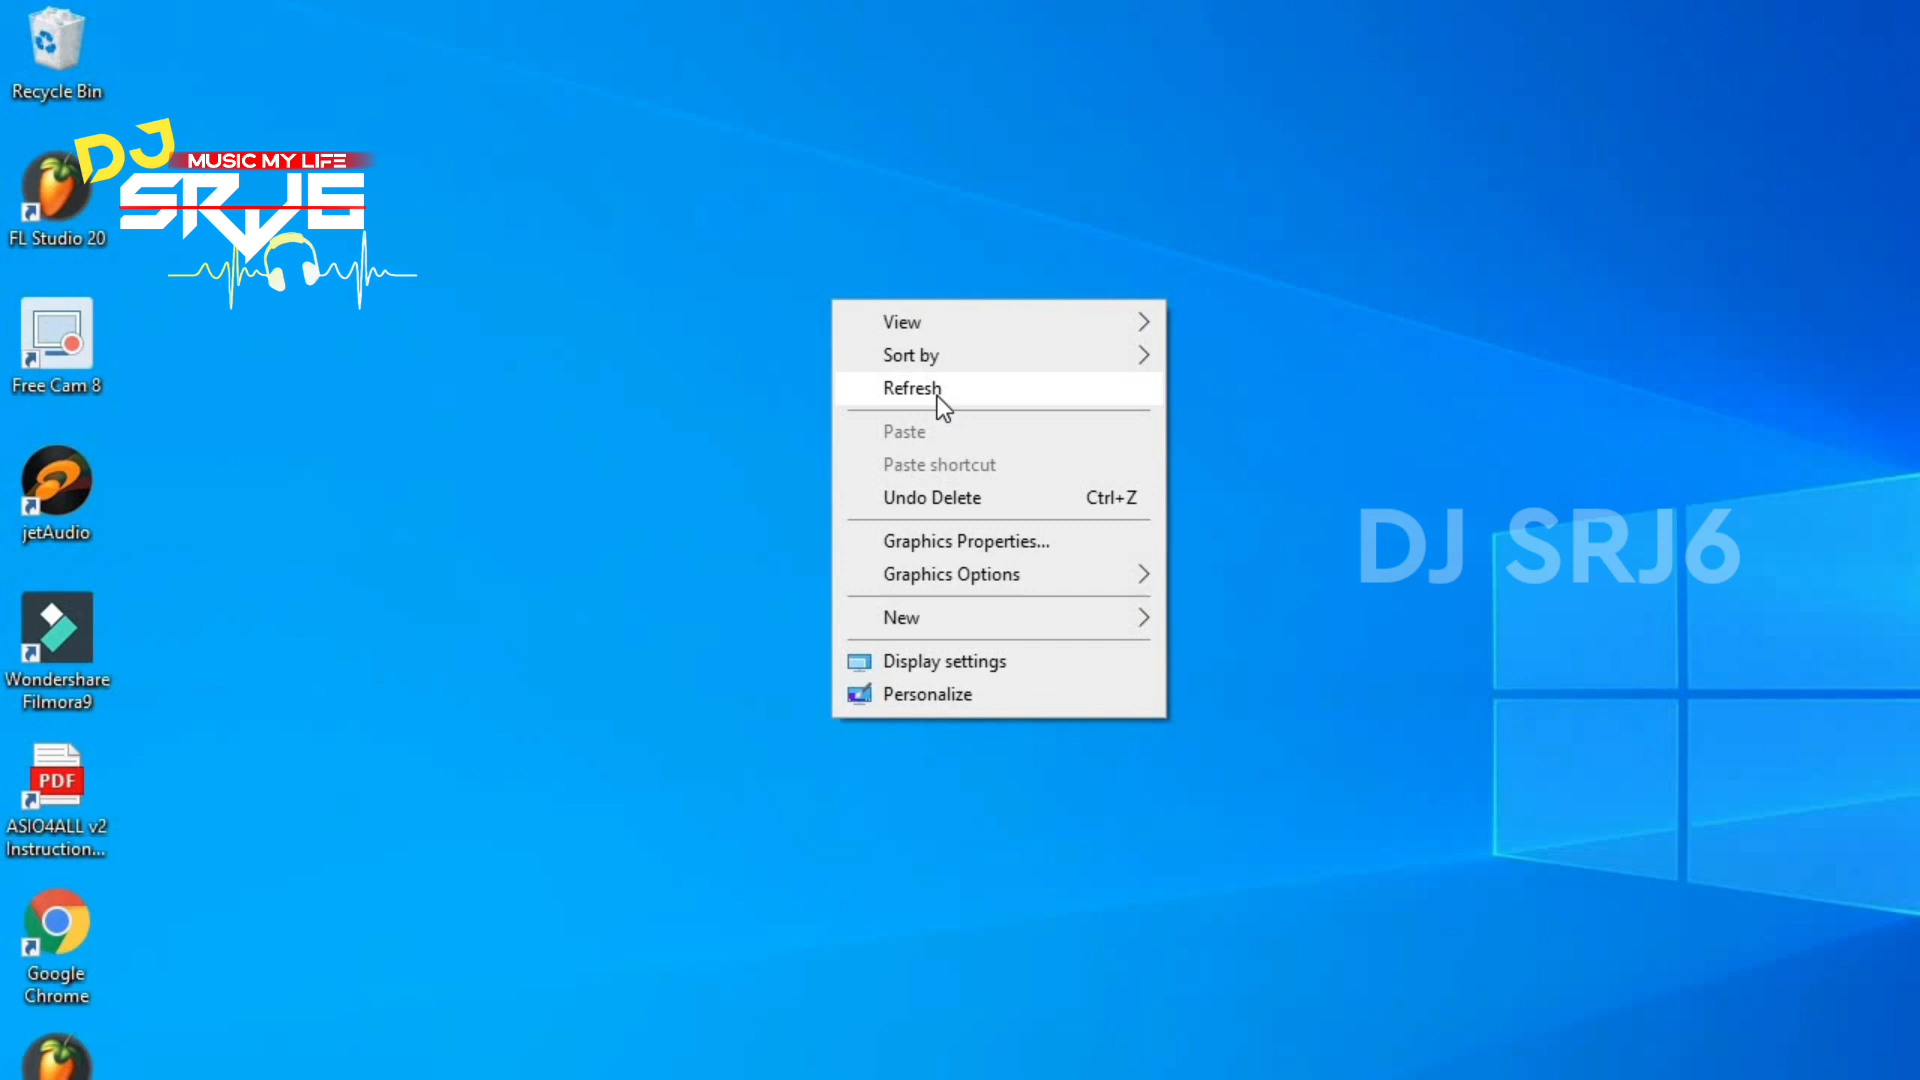 Recycle Bin
DJ
MUSIC MY LIFE
SRJ6
FL Studio 20
Free Cam 8
jetAudio
Wondershare
Filmora9
PDF
ASIO4ALL v2
Instruction...
Google
Chrome
View
Sort by
Refresh
Paste
Paste shortcut
Undo Delete Ctrl+Z
Graphics Properties...
Graphics Options
New
Display settings
Personalize
DJ SRJ6